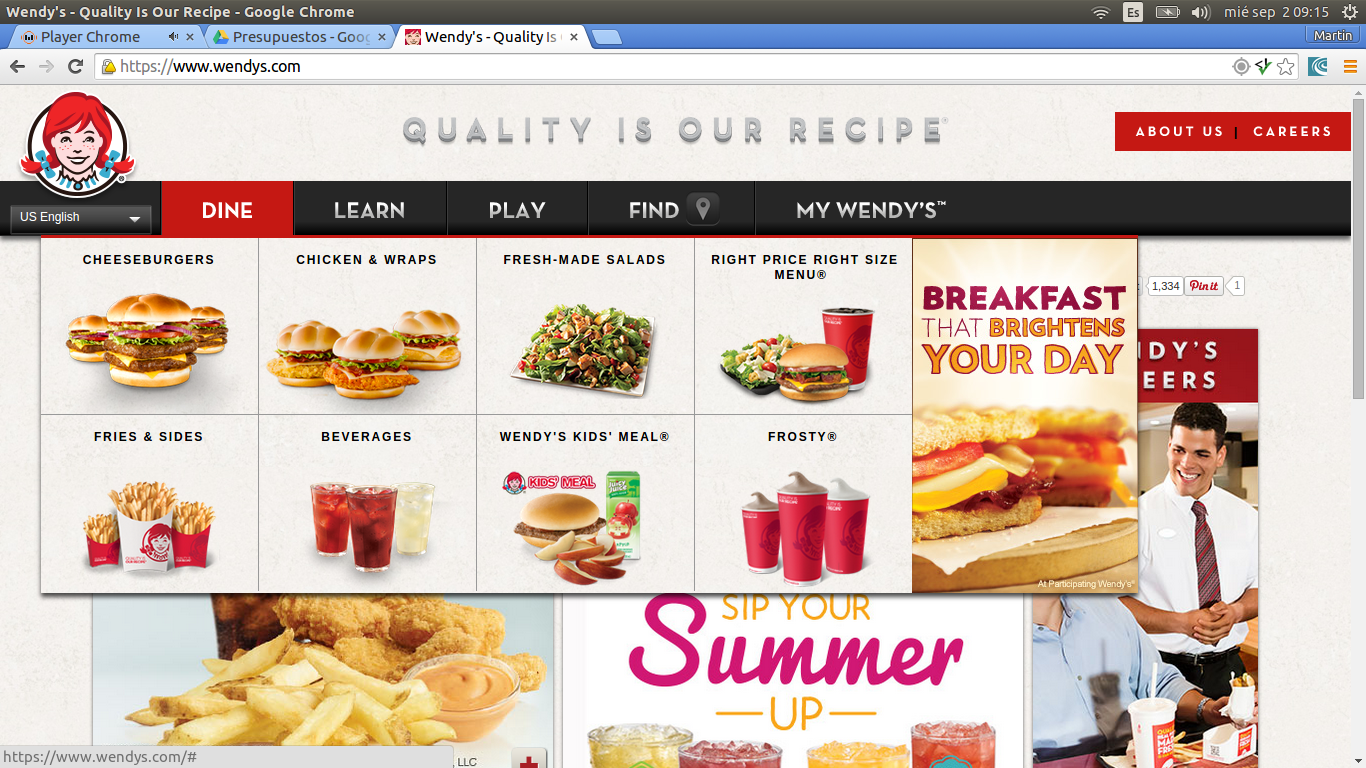 Wendy's - Quality Is Our Recipe - Google Chrome
Es
mié sep 2 09:15
Player Chrome
Presupuestos - Goog
Wendy's - Quality Is
Martin
https://www.wendys.com
QUALITY IS OUR RECIPE®
ABOUT US | CAREERS
US English
DINE
LEARN
PLAY
FIND
MY WENDY'S™
CHEESEBURGERS
CHICKEN & WRAPS
FRESH-MADE SALADS
RIGHT PRICE RIGHT SIZE
MENU®
BREAKFAST
THAT BRIGHTENS
YOUR DAY
1,334
Pin it
1
NDY'S
EERS
FRIES & SIDES
BEVERAGES
WENDY'S KIDS' MEAL®
FROSTY®
KIDS' MEAL
JUICY
JUICE
At Participating Wendy's®
SIP YOUR
Summer
UP
https://www.wendys.com/#
, LLC